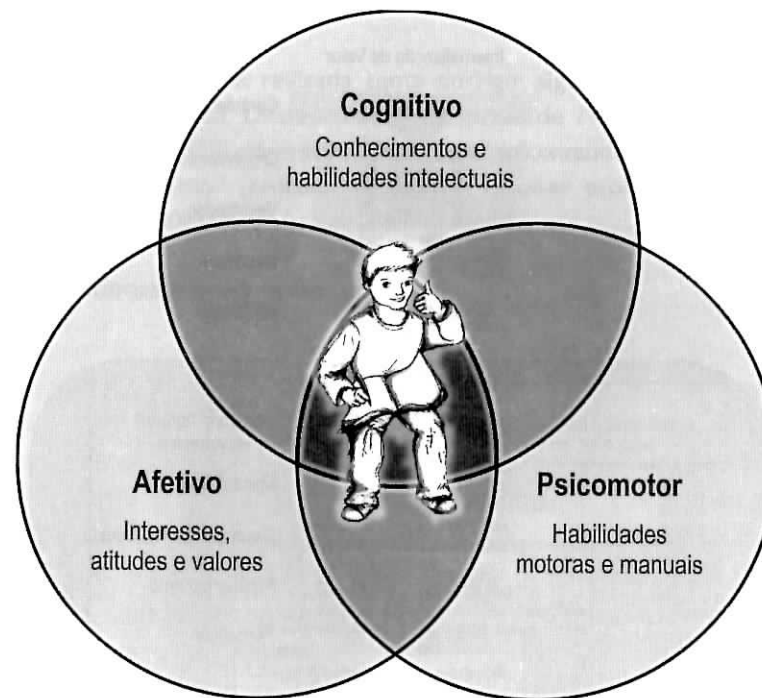 Cognitivo
Conhecimentos e
habilidades intelectuais
Afetivo
Interesses,
atitudes e valores
Psicomotor
Habilidades
motoras e manuais